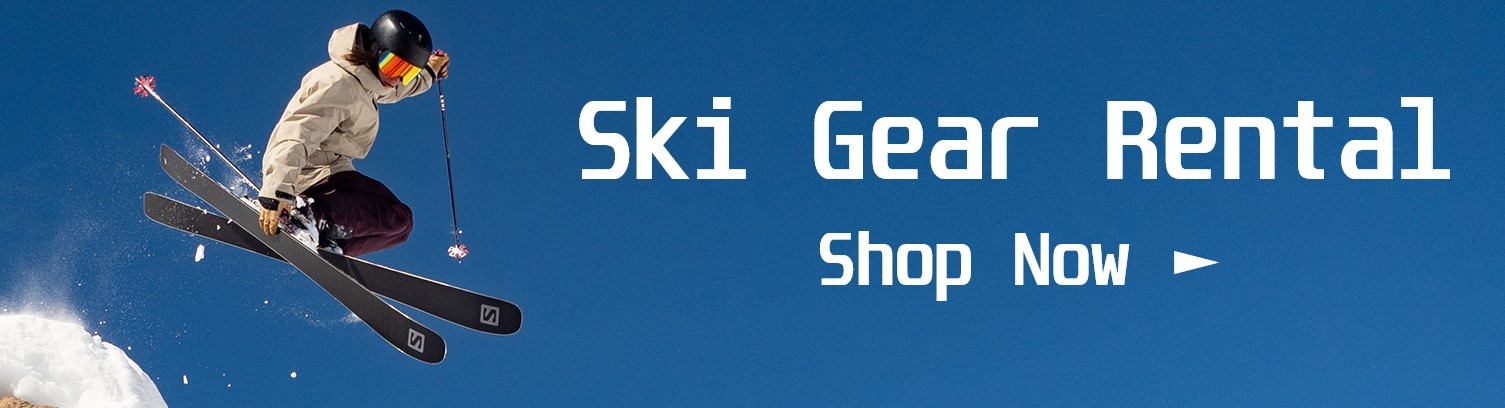 Ski Gear Rental
Shop Now ►
S
S